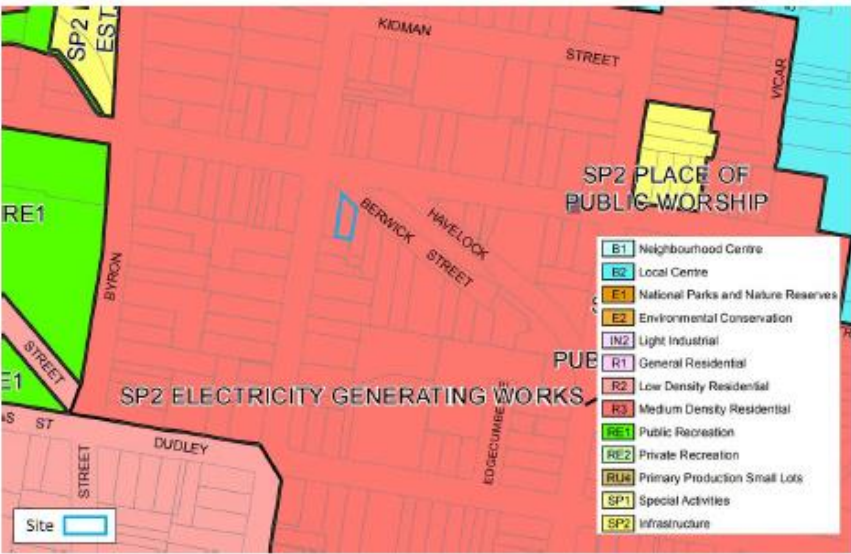 SP2
EST
KIDMAN
STREET
VICAR
SP2 PLACE OF
PUBLIC WORSHIP
RE1
BERWICK
STREET
HAVELOCK
BYRON
STREET
E1
PUB
SP2 ELECTRICITY GENERATING WORKS
EDGECUMBE
ST
DUDLEY
STREET
Site
B1 Neighbourhood Centre
B2 Local Centre
E1 National Parks and Nature Reserves
E2 Environmental Conservation
IN2 Light Industrial
R1 General Residential
R2 Low Density Residential
R3 Medium Density Residential
RE1 Public Recreation
RE2 Private Recreation
RU4 Primary Production Small Lots
SP1 Special Activities
SP2 Infrastructure